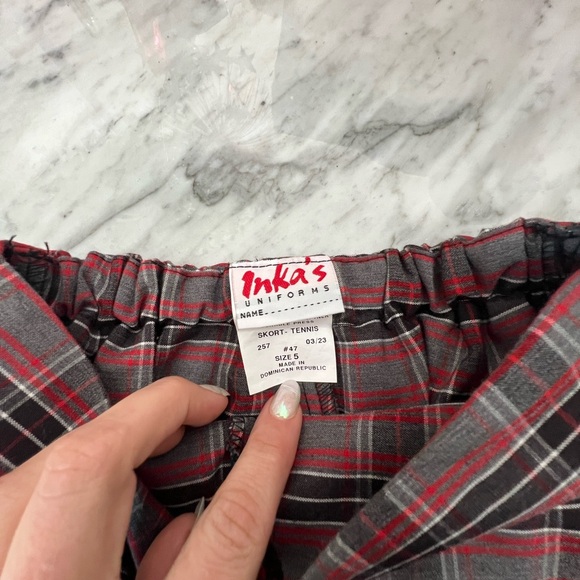 Inka's
UNIFORMS
NAME
SKORT- TENNIS
257 #47 03/23
SIZE 5
MADE IN
DOMINICAN REPUBLIC